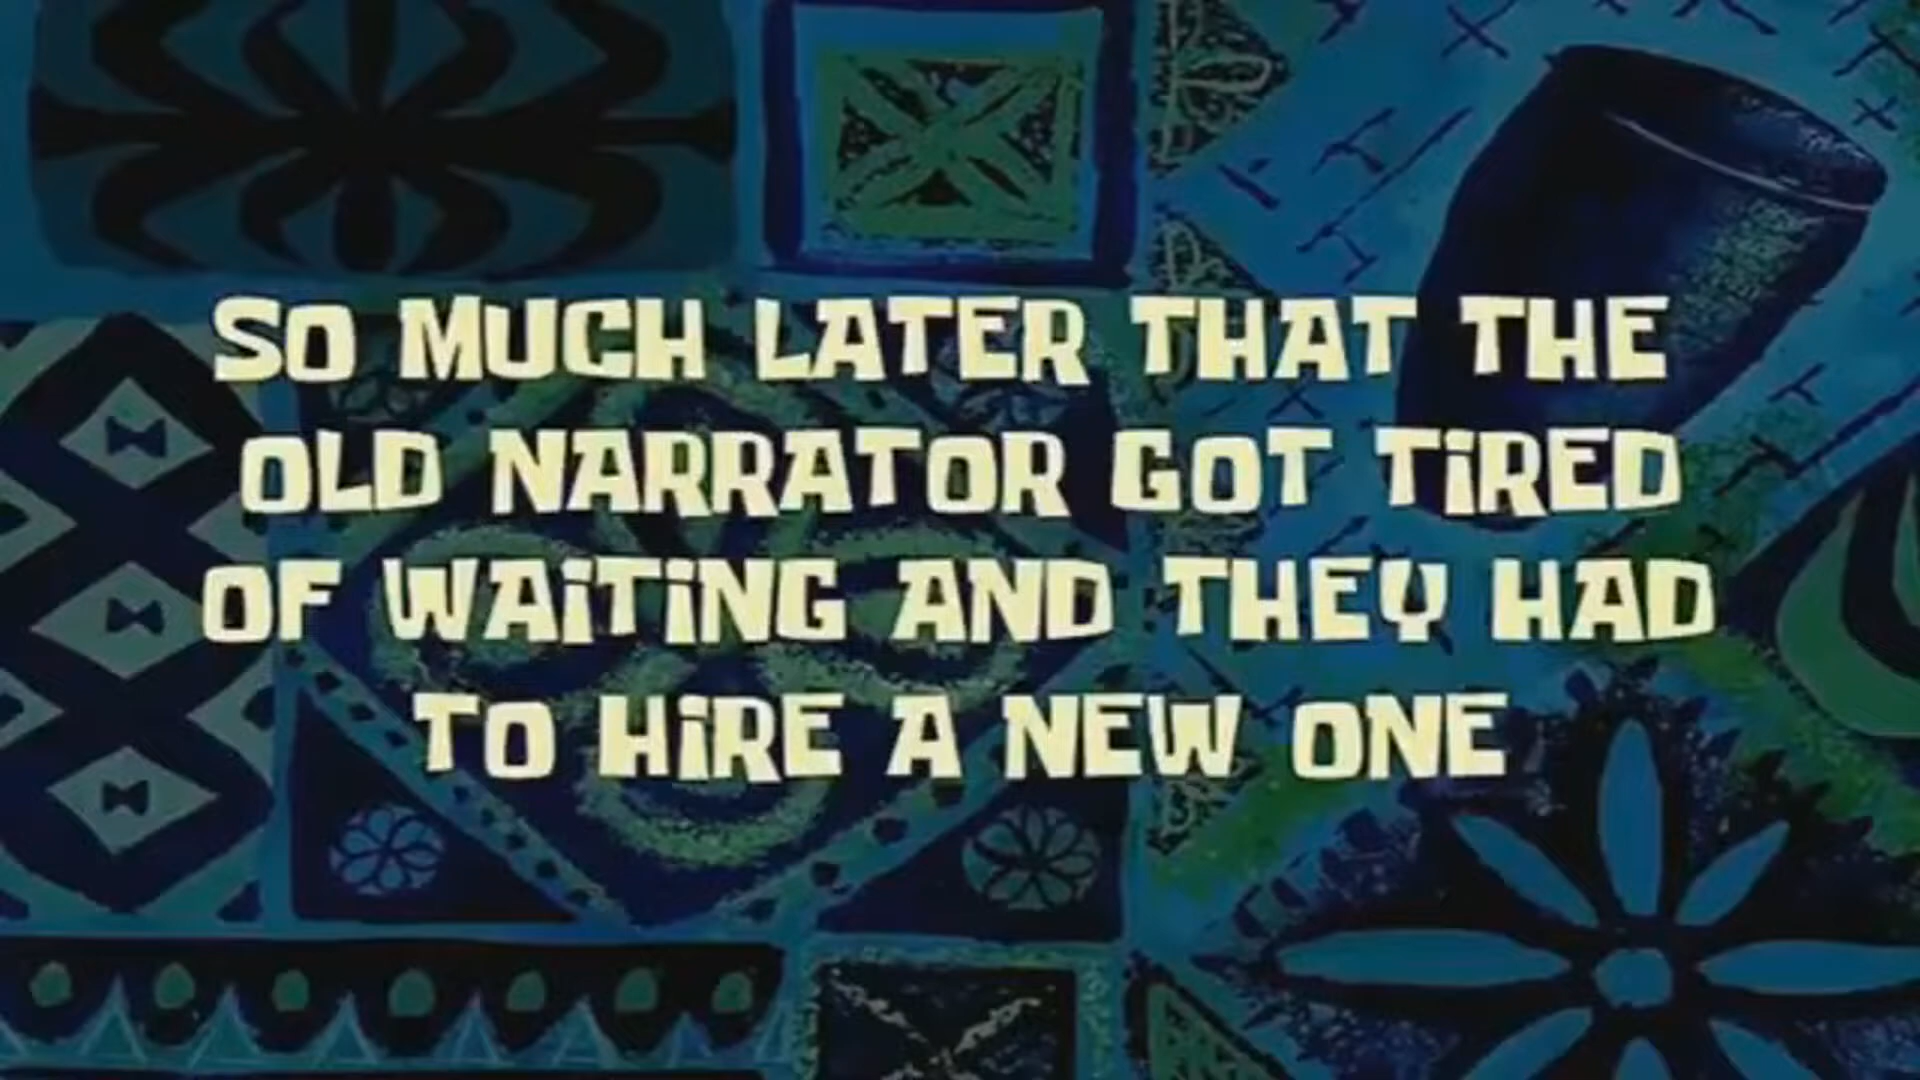 SO MUCH LATER THAT THE
OLD NARRATOR GOT TiRED
OF WAiTiNG AND THEY HAD
TO HiRE A NEW ONE